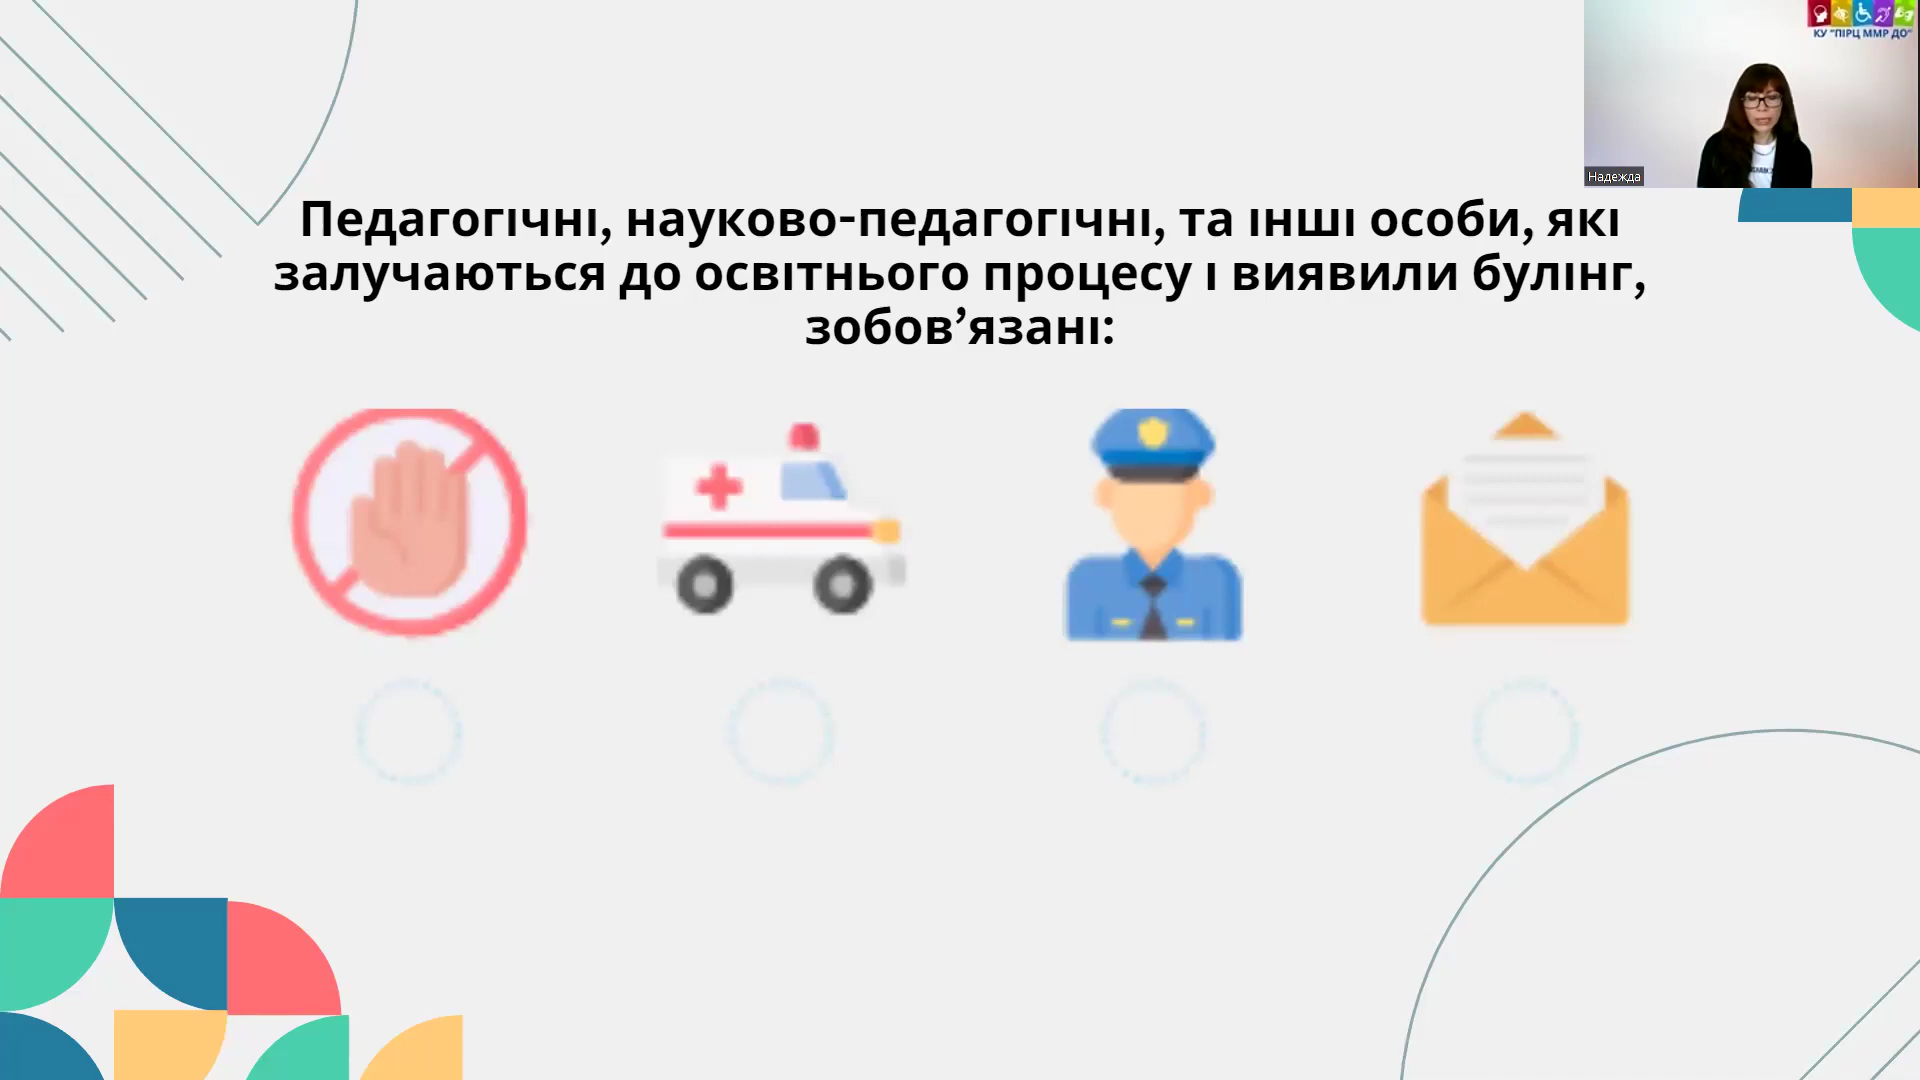 КУ "ПІРЦ ММР ДО"
Надежда
Педагогічні, науково-педагогічні, та інші особи, які
залучаються до освітнього процесу і виявили булінг,
зобов’язані: